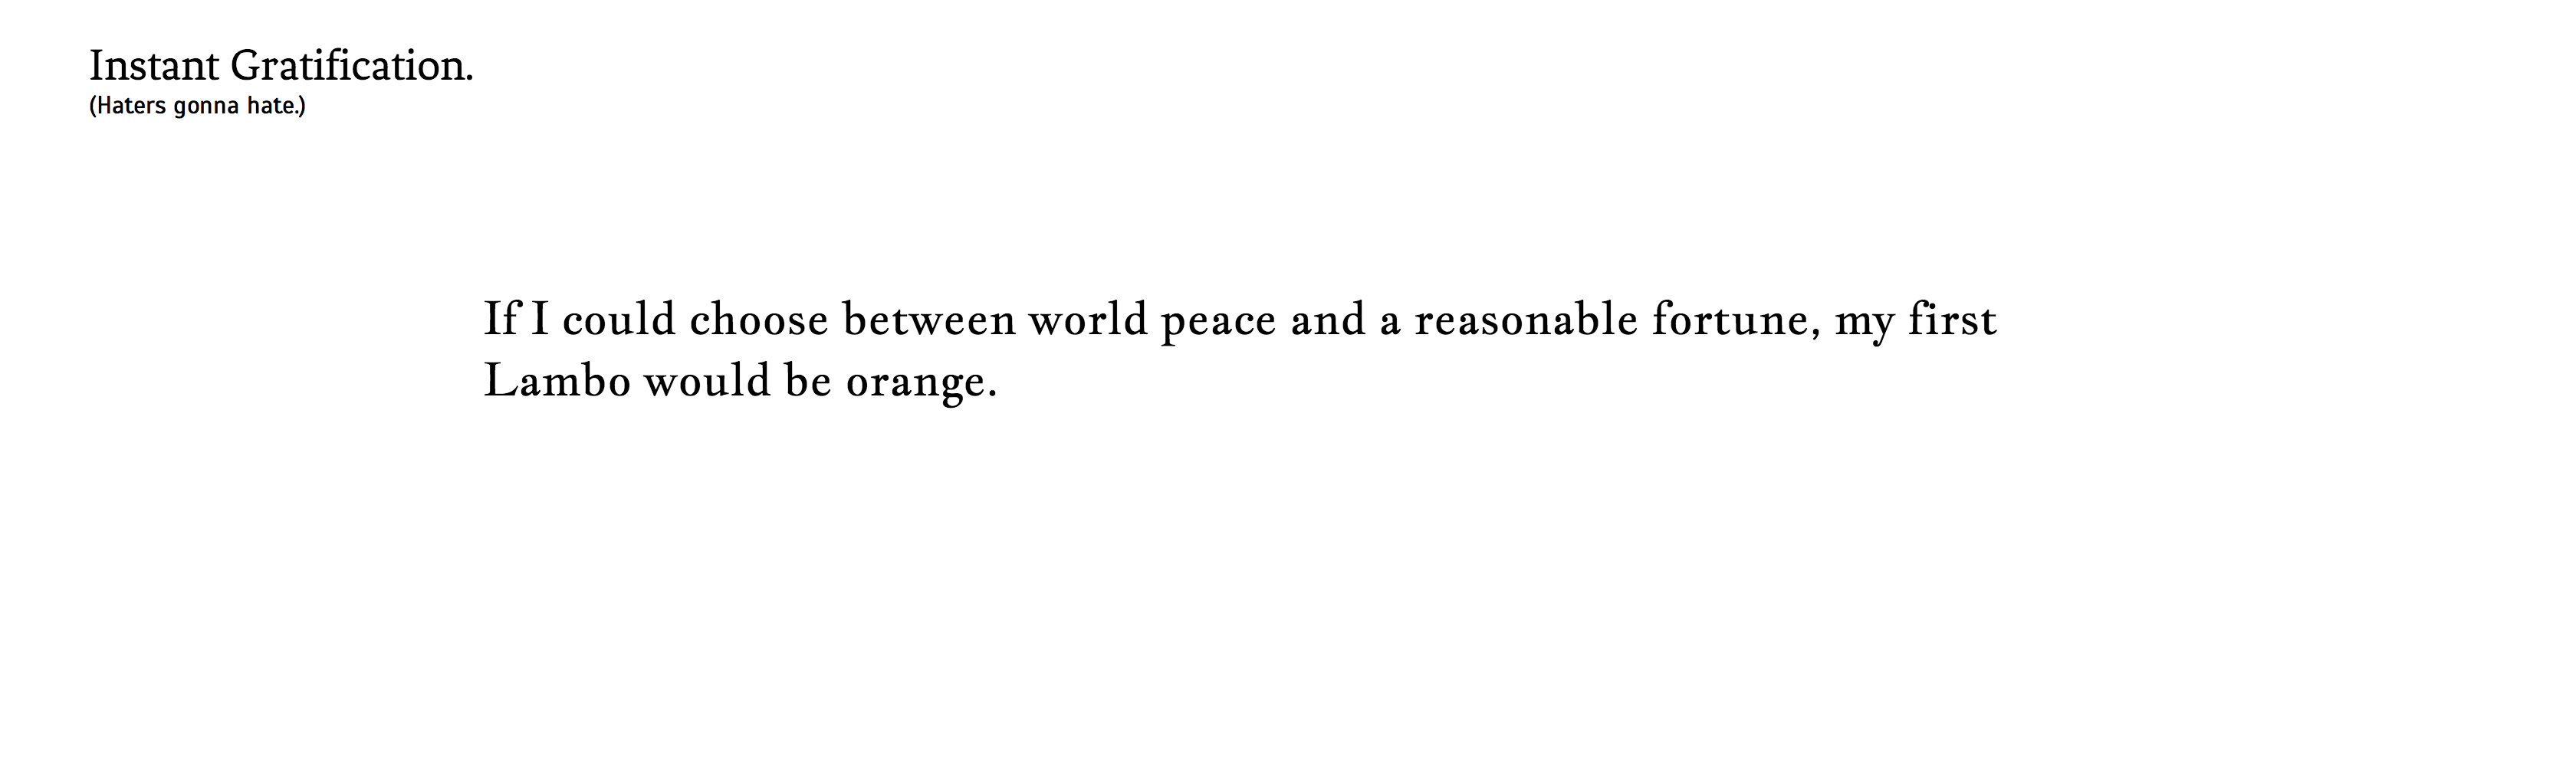 Instant Gratification.
(Haters gonna hate.)
If I could choose between world peace and a reasonable fortune, my first
Lambo would be orange.